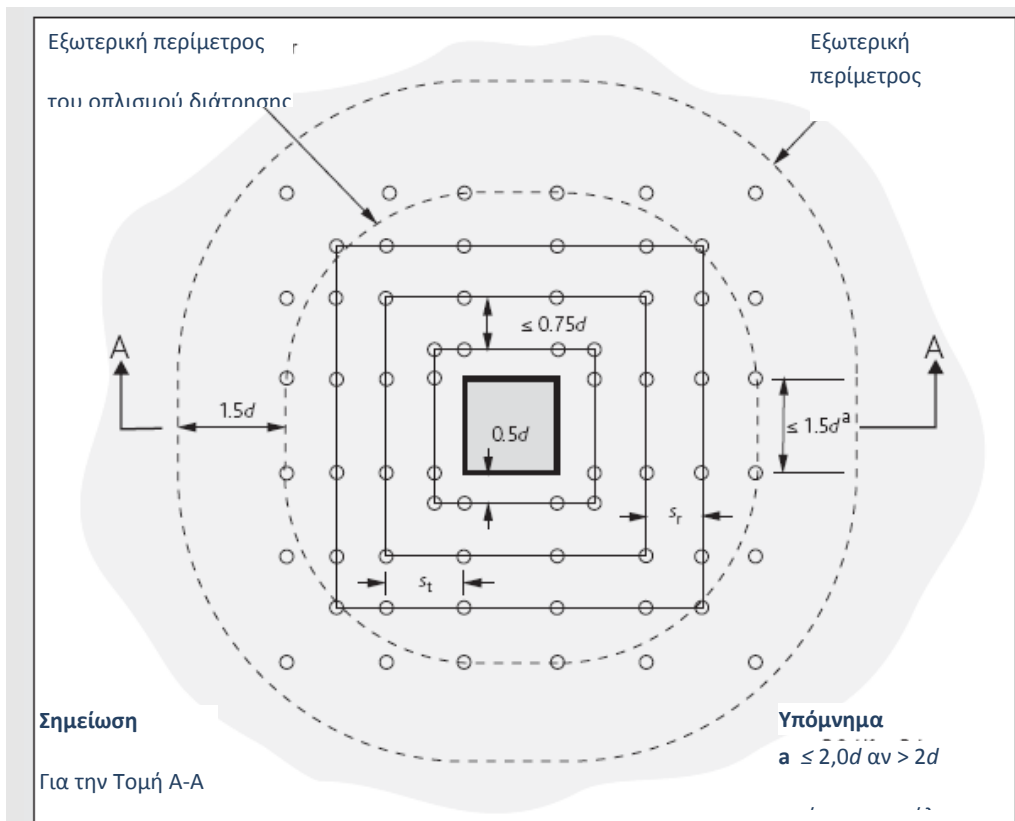 Εξωτερική περίμετρος
του οπλισμού διάτρησης
Εξωτερική
περίμετρος
≤ 0.75d
A
A
1.5d
0.5d
≤ 1.5dᵃ
sr
st
Σημείωση
Για την Τομή Α-Α
Υπόμνημα
a ≤ 2,0d αν > 2d